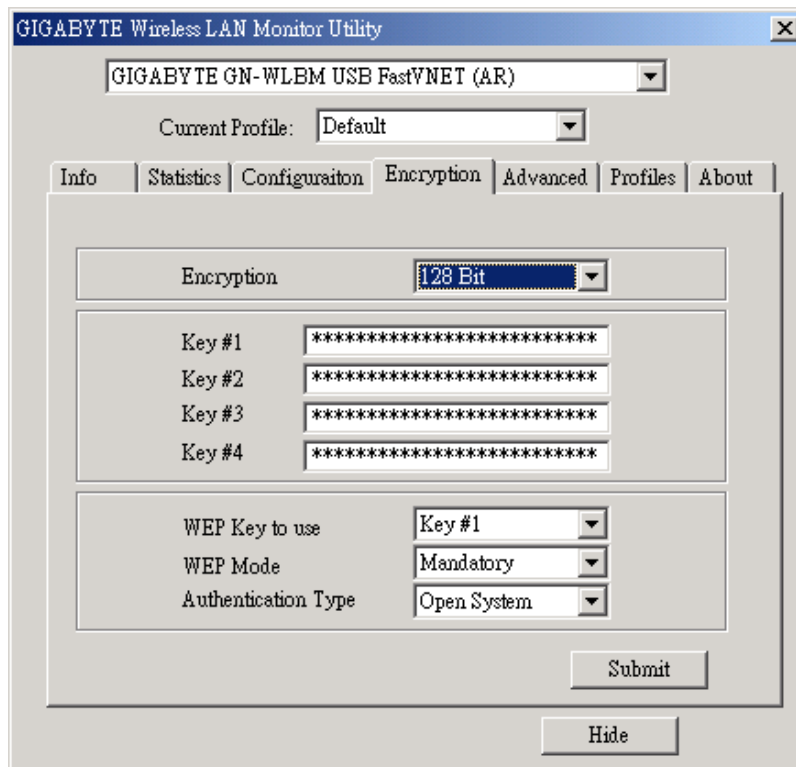 GIGABYTE Wireless LAN Monitor Utility
GIGABYTE GN-WLBM USB FastVNET (AR)
Current Profile: Default
Info Statistics Configuraiton Encryption Advanced Profiles About
Encryption 128 Bit
Key #1 **************************
Key #2 **************************
Key #3 **************************
Key #4 **************************
WEP Key to use Key #1
WEP Mode Mandatory
Authentication Type Open System
Submit
Hide